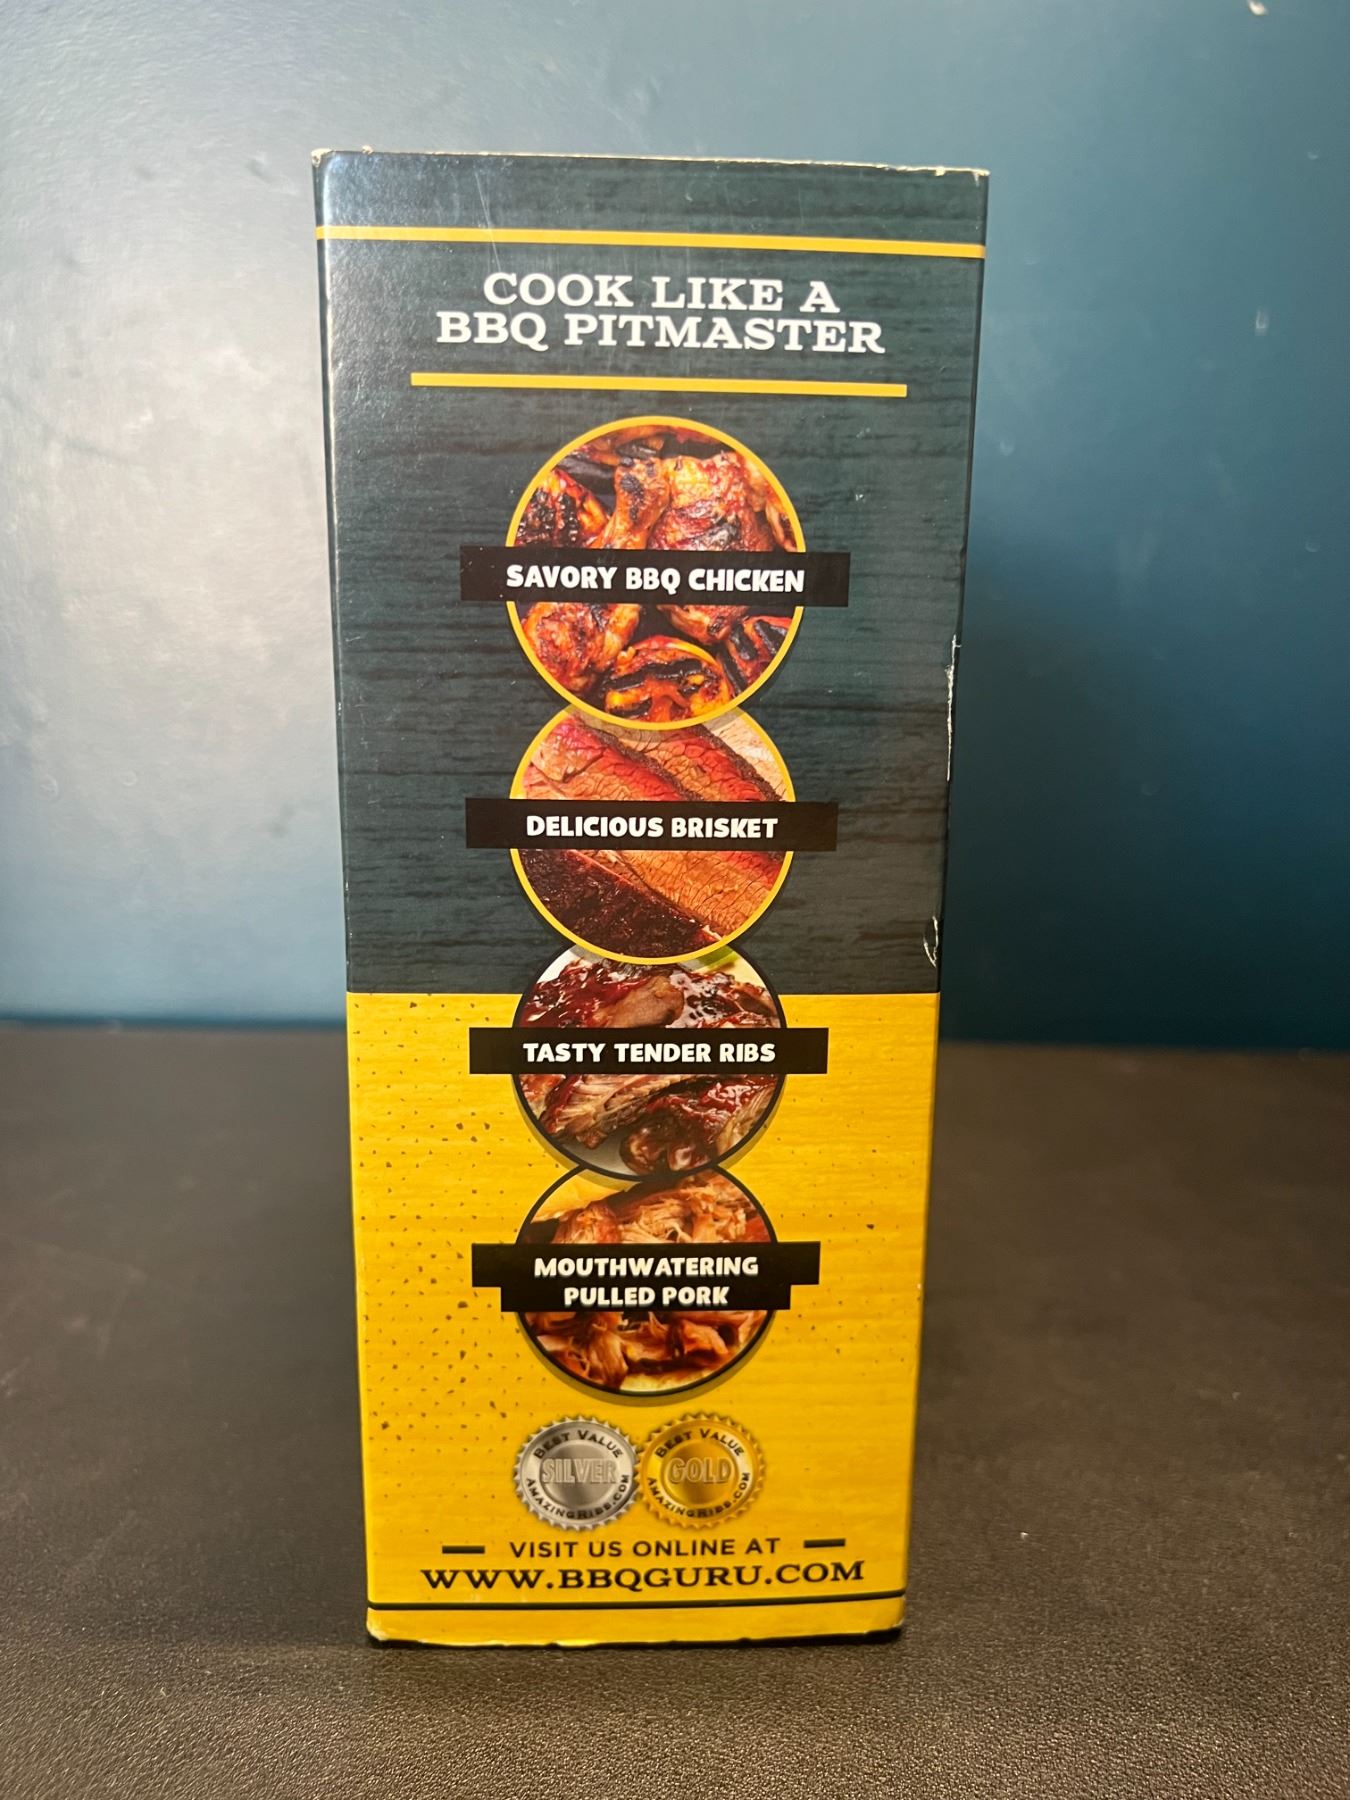 COOK LIKE A
BBQ PITMASTER
SAVORY BBQ CHICKEN
DELICIOUS BRISKET
TASTY TENDER RIBS
MOUTHWATERING
PULLED PORK
BEST VALUE
SILVER
AMAZINGRIBS.COM
BEST VALUE
GOLD
AMAZINGRIBS.COM
VISIT US ONLINE AT
WWW.BBQGURU.COM